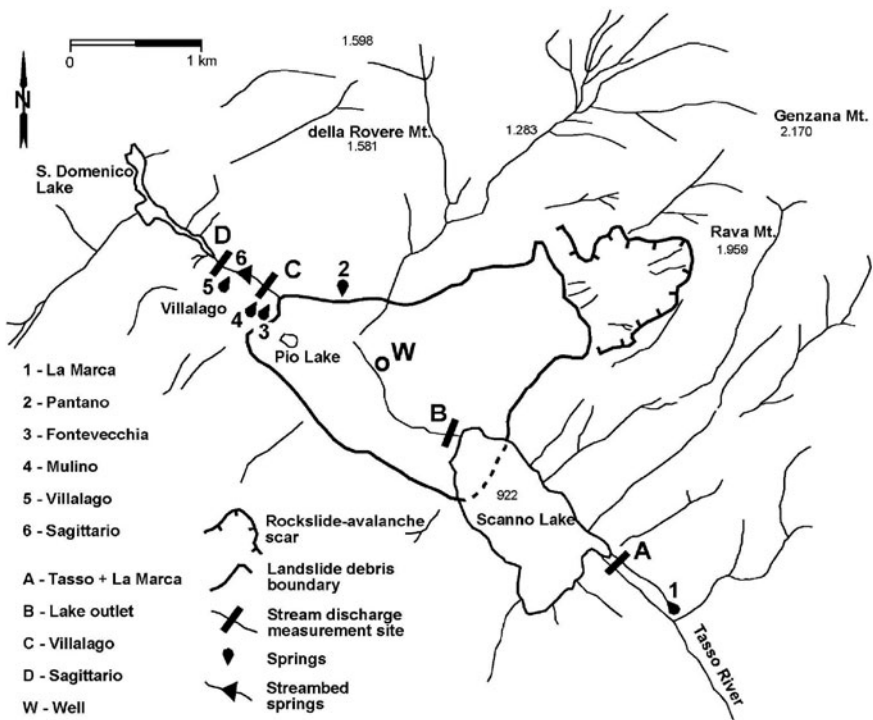 0
1 km
N
1.598
della Rovere Mt.
1.581
1.283
Genzana Mt.
2.170
S. Domenico
Lake
Rava Mt.
1.959
D
6
C
2
5
Villalago
4
3
Pio Lake
W
B
922
Scanno Lake
A
1
Tasso River
1 - La Marca
2 - Pantano
3 - Fontevecchia
4 - Mulino
5 - Villalago
6 - Sagittario
A - Tasso + La Marca
B - Lake outlet
C - Villalago
D - Sagittario
W - Well
Rockslide-avalanche
scar
Landslide debris
boundary
Stream discharge
measurement site
Springs
Streambed
springs